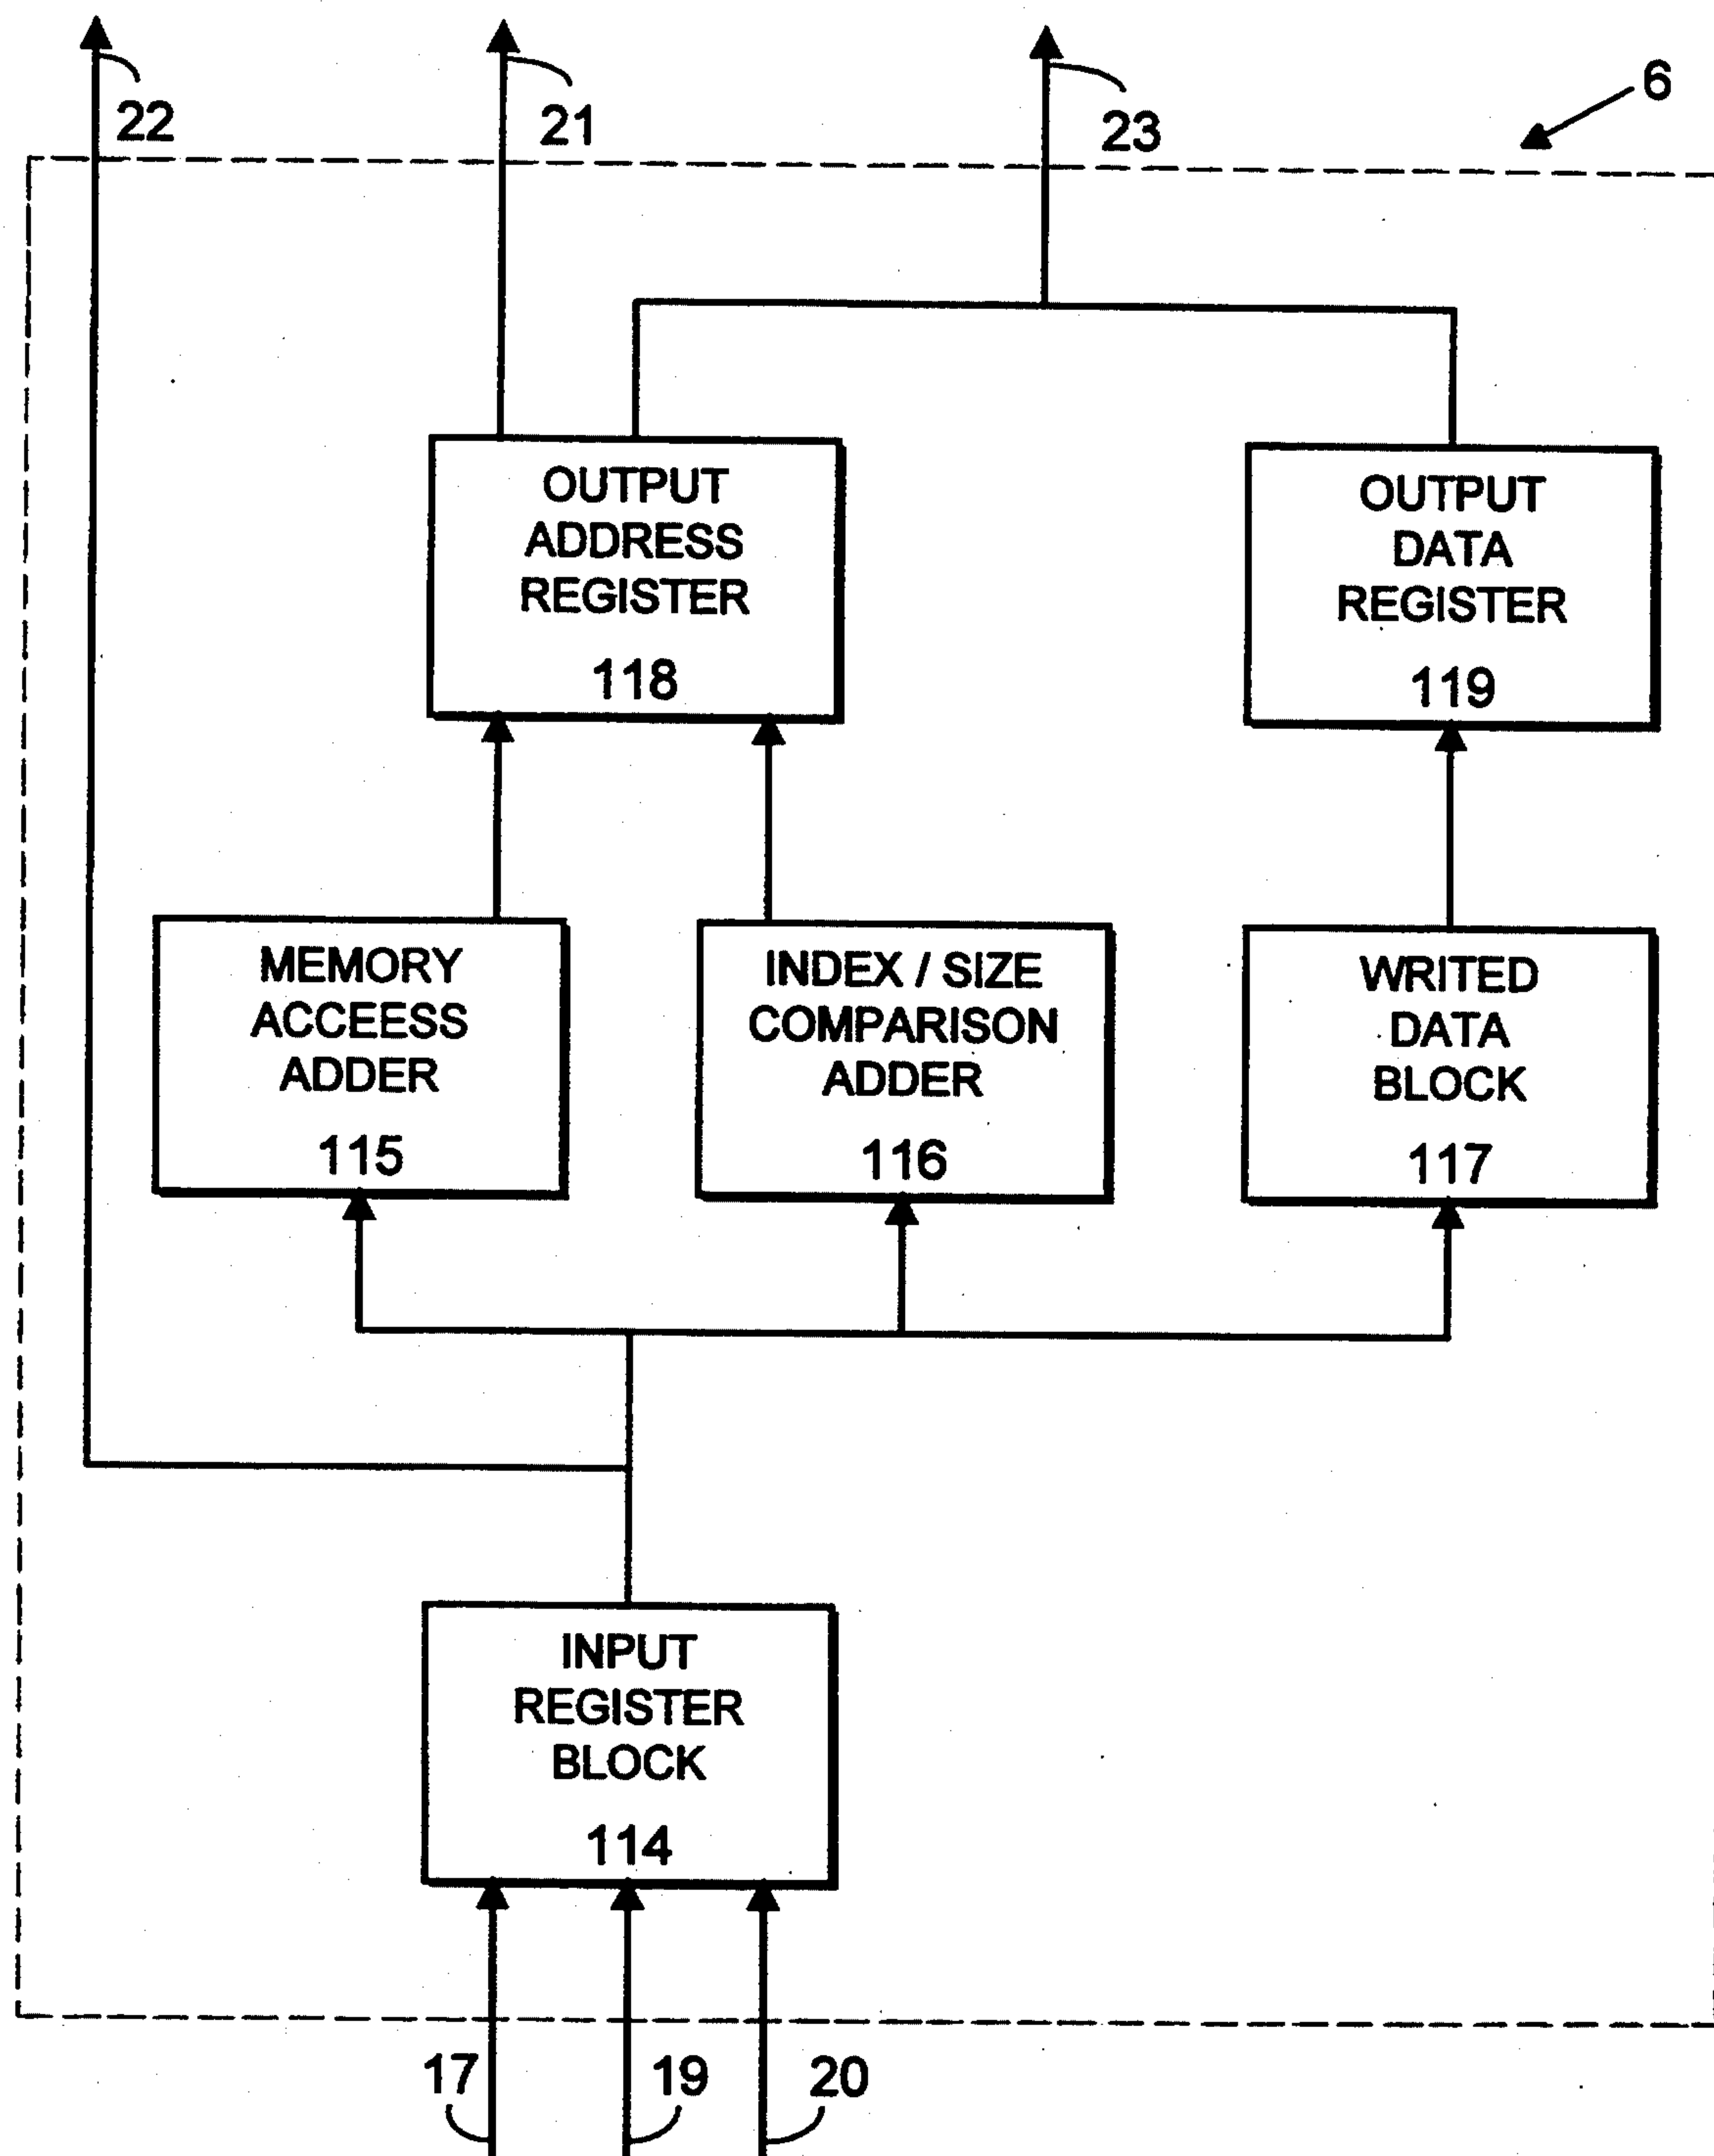 22
21
23
6
OUTPUT
ADDRESS
REGISTER
118
OUTPUT
DATA
REGISTER
119
MEMORY
ACCEESS
ADDER
115
INDEX / SIZE
COMPARISON
ADDER
116
WRITED
DATA
BLOCK
117
INPUT
REGISTER
BLOCK
114
17
19
20